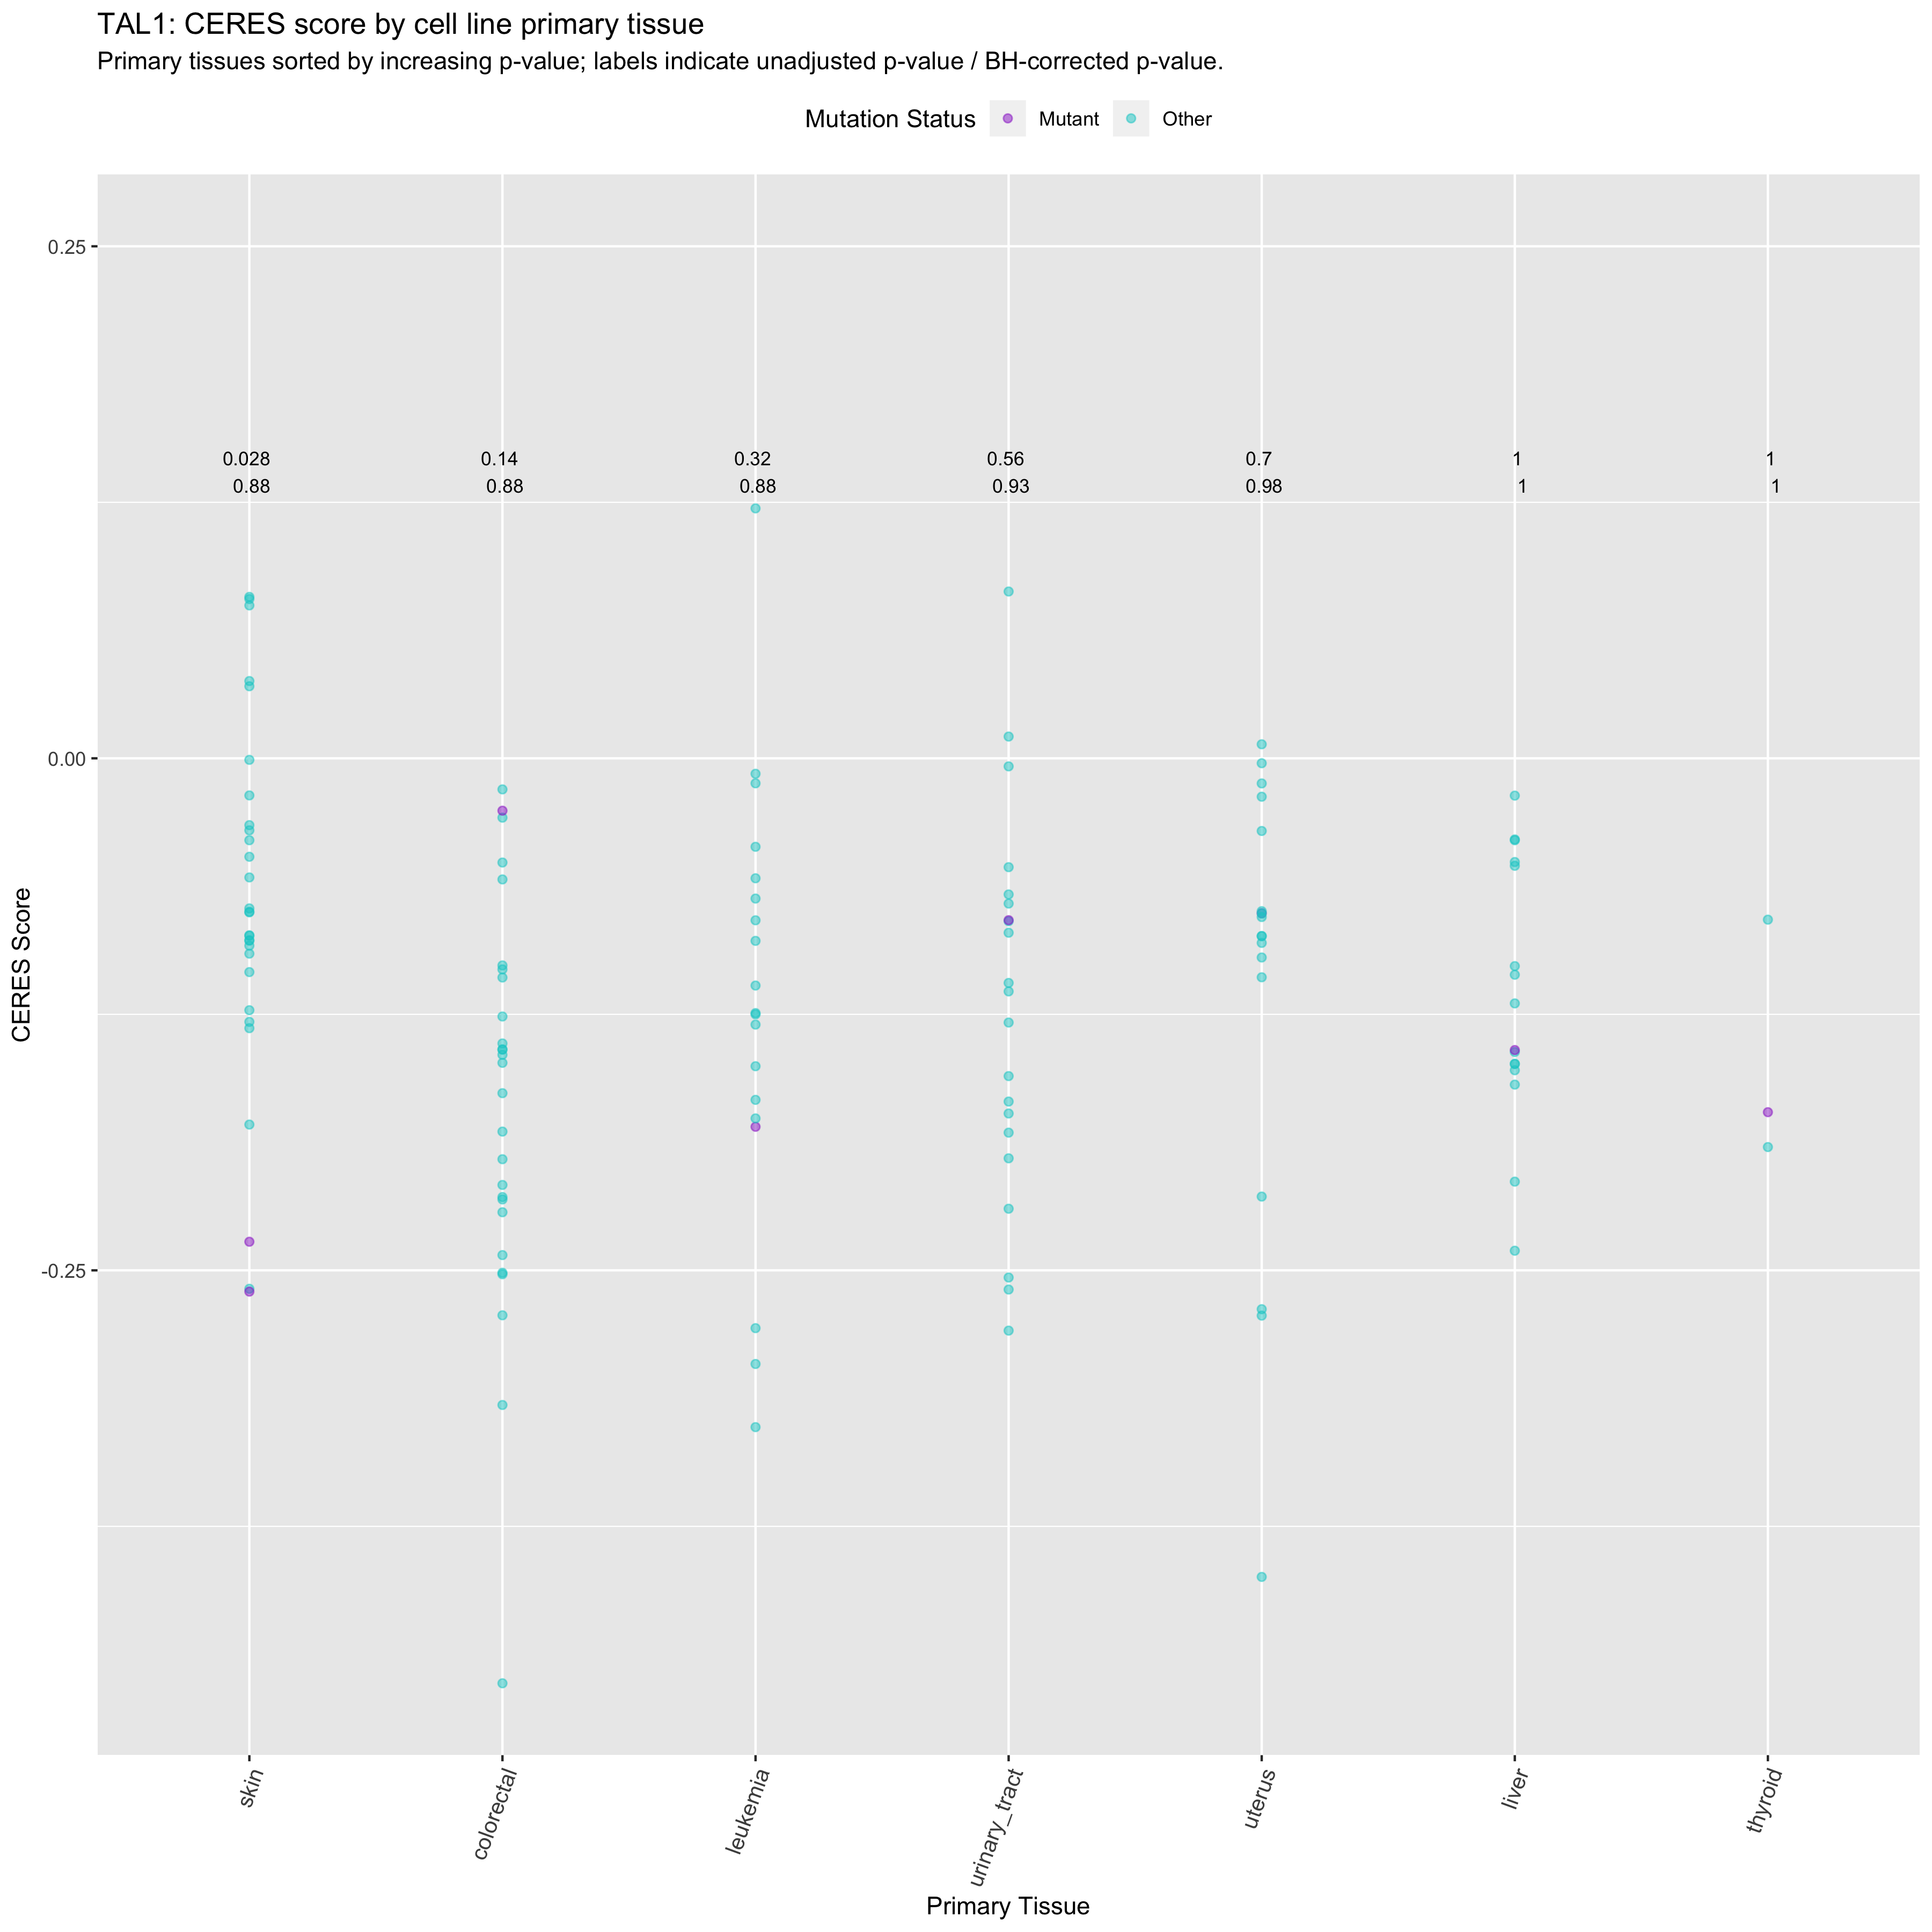 TAL1: CERES score by cell line primary tissue
Primary tissues sorted by increasing p-value; labels indicate unadjusted p-value / BH-corrected p-value.
Mutation Status Mutant Other
0.25
0.028 0.14 0.32 0.56 0.7 1 1
0.88 0.88 0.88 0.93 0.98 1 1
0.00
CERES Score
-0.25
skin colorectal leukemia urinary_tract uterus liver thyroid
Primary Tissue